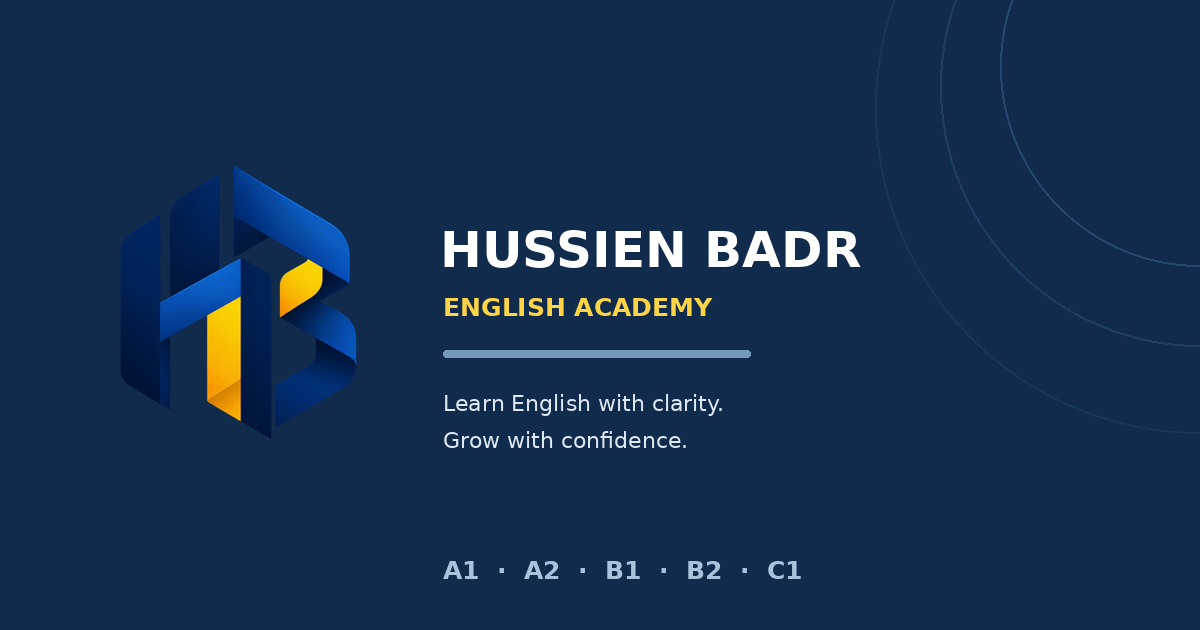 HUSSIEN BADR
ENGLISH ACADEMY
Learn English with clarity.
Grow with confidence.
A1 · A2 · B1 · B2 · C1